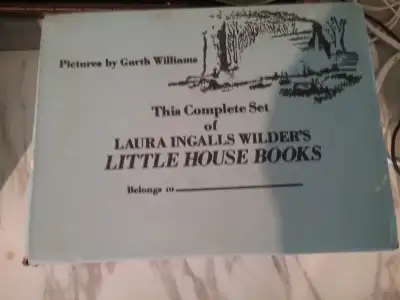 Pictures by Garth Williams
This Complete Set
of
LAURA INGALLS WILDER'S
LITTLE HOUSE BOOKS
Belongs to